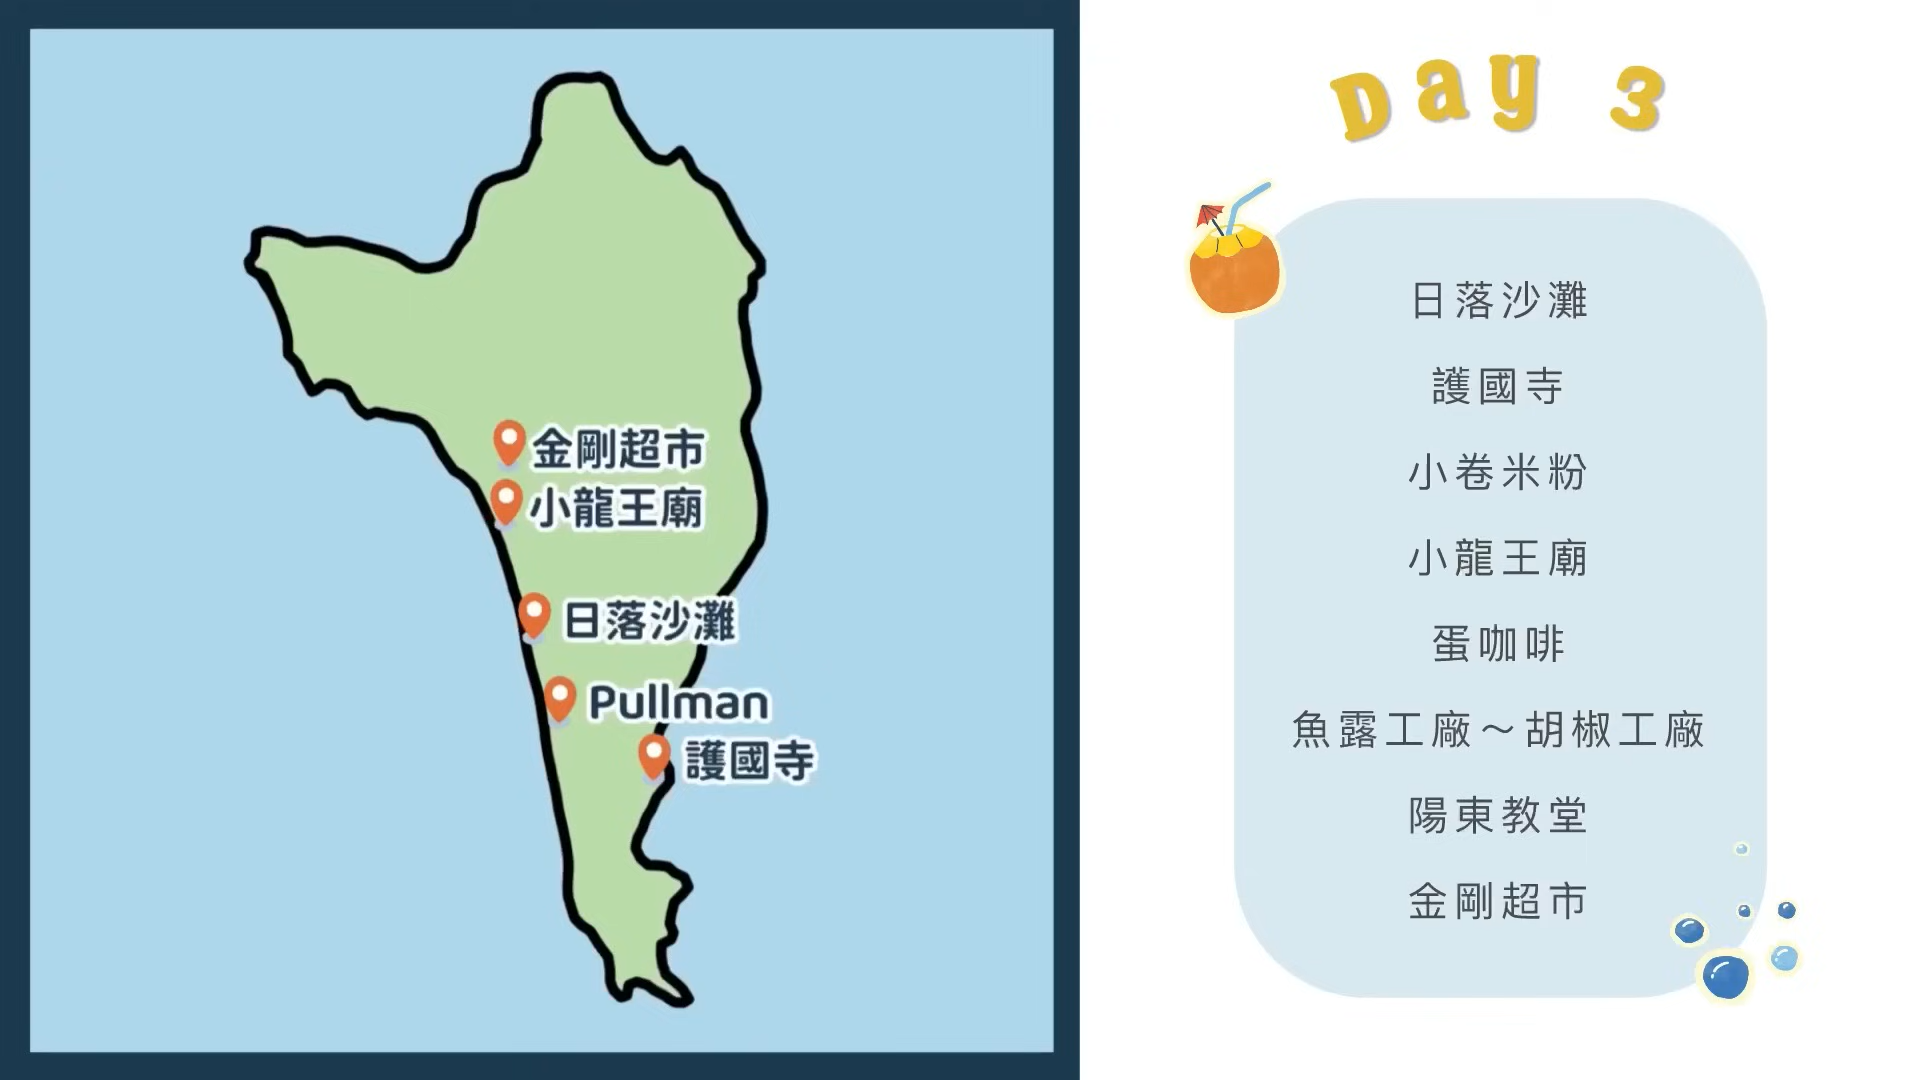 金剛超市
小龍王廟
日落沙灘
Pullman
護國寺
Day 3
日落沙灘
護國寺
小卷米粉
小龍王廟
蛋咖啡
魚露工廠～胡椒工廠
陽東教堂
金剛超市